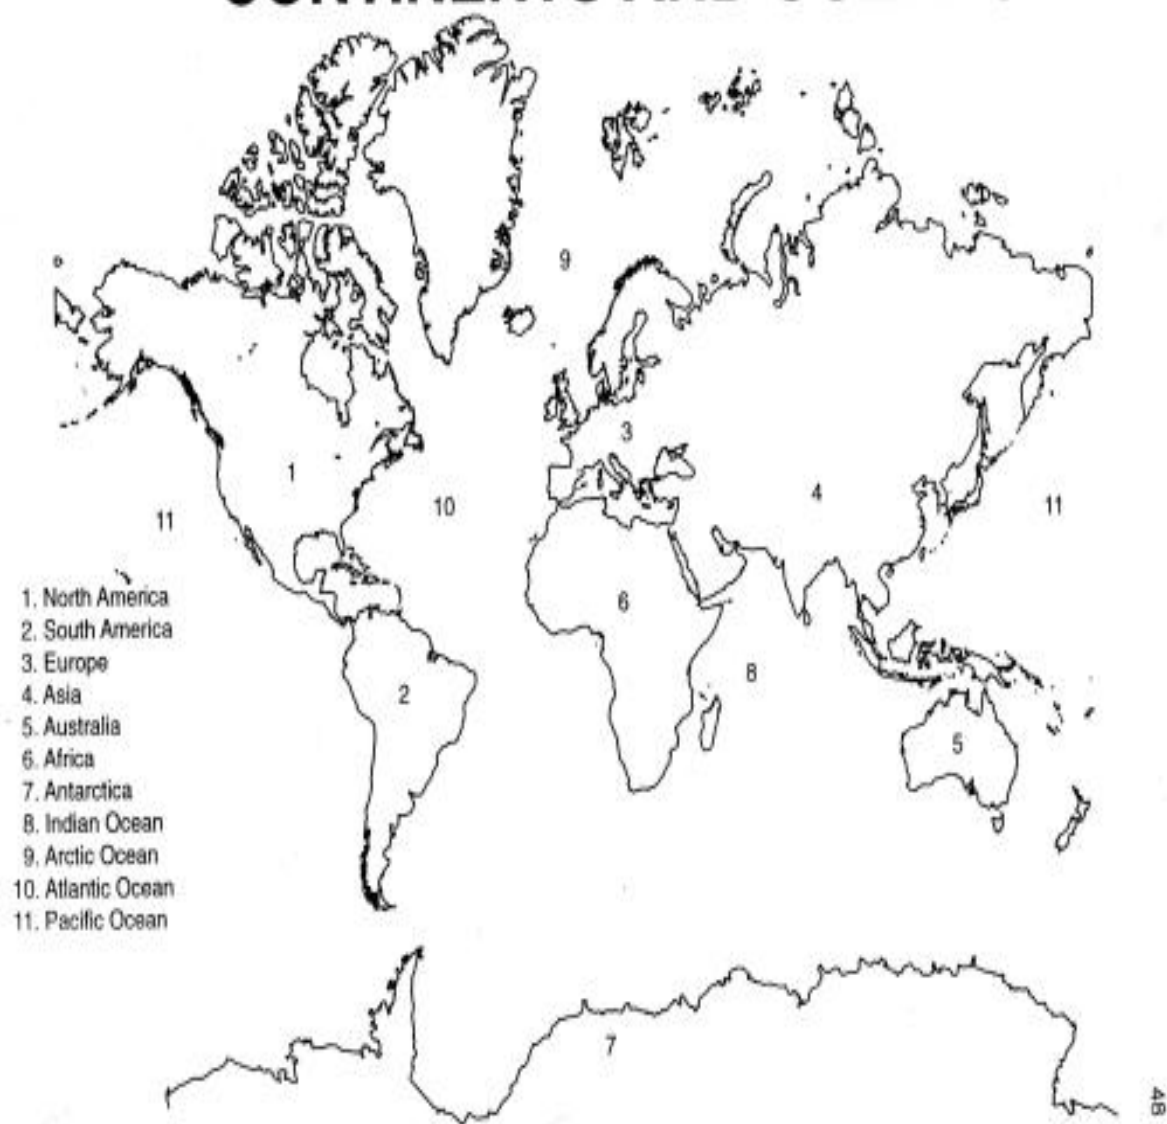 9
3
1
10
4
11
11
6
8
2
5
1. North America
2. South America
3. Europe
4. Asia
5. Australia
6. Africa
7. Antarctica
8. Indian Ocean
9. Arctic Ocean
10. Atlantic Ocean
11. Pacific Ocean
7
48